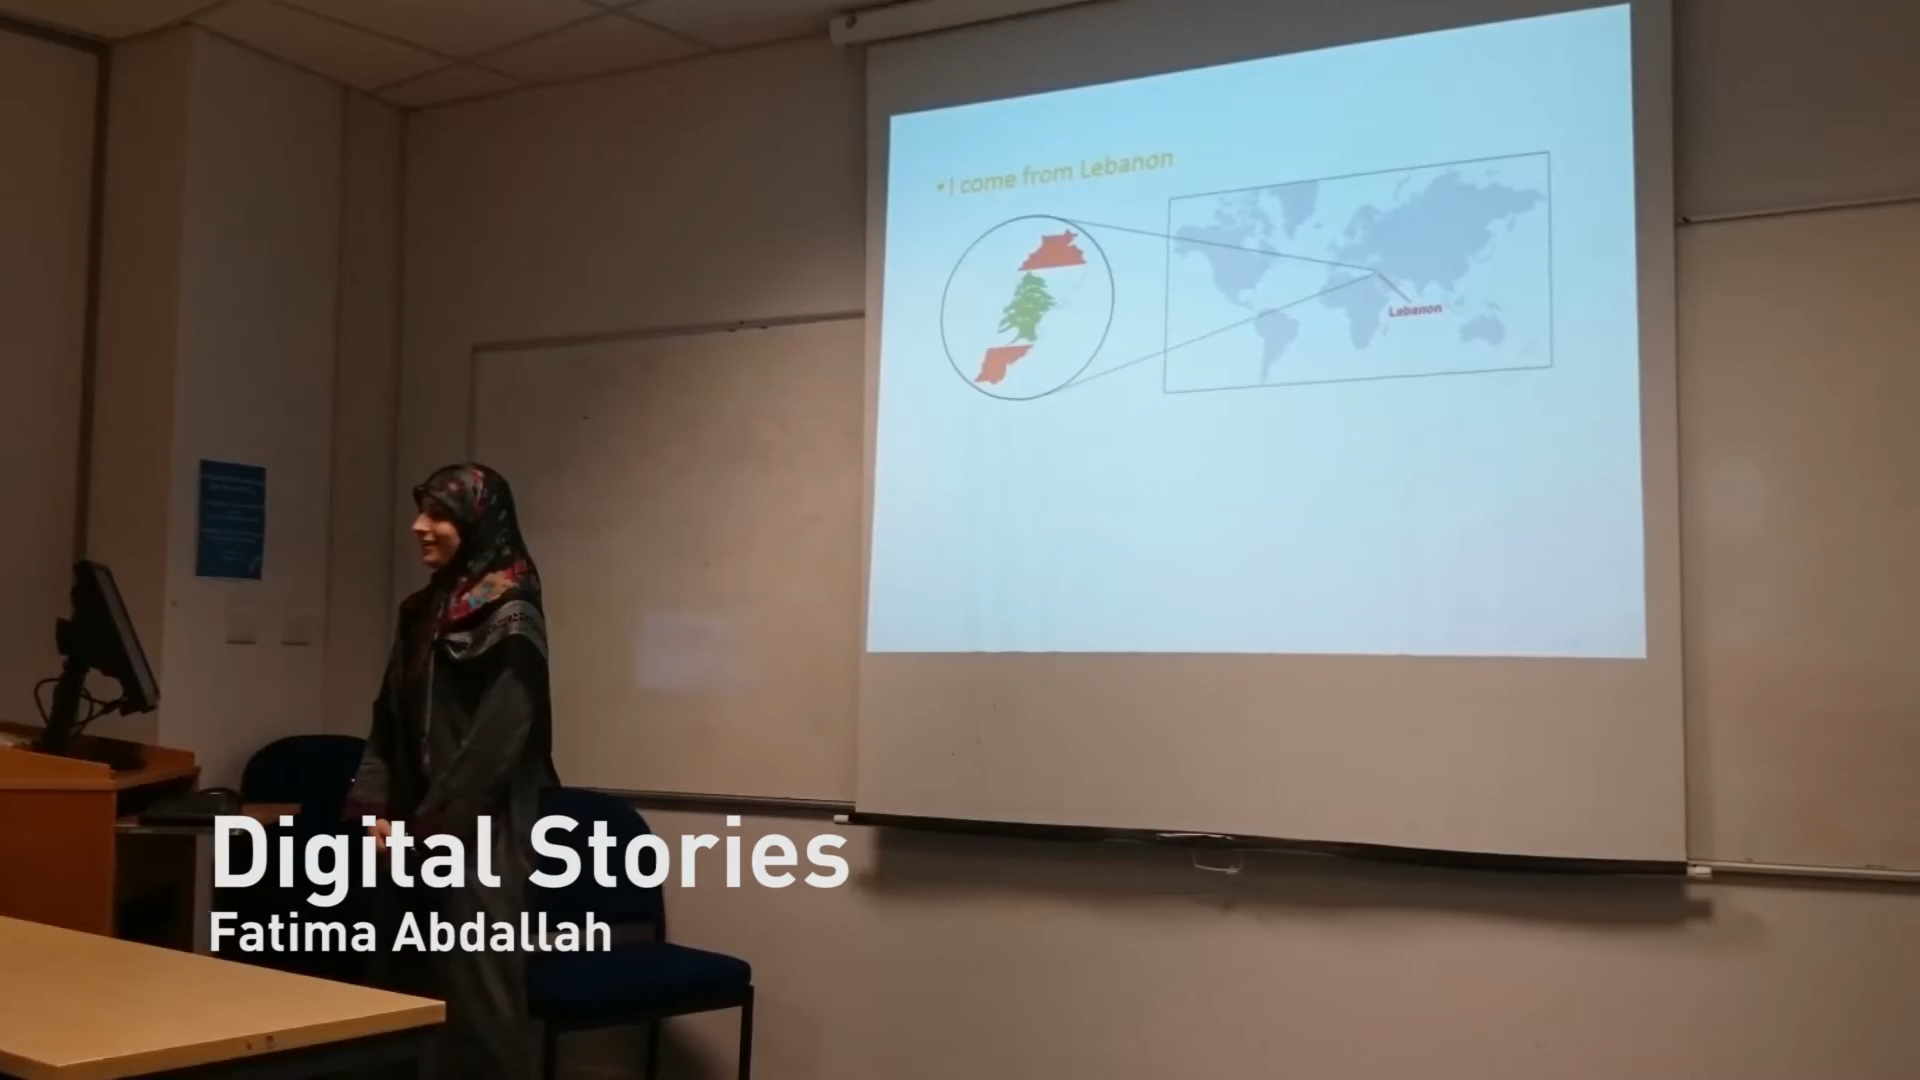 • I come from Lebanon
Lebanon
Digital Stories
Fatima Abdallah